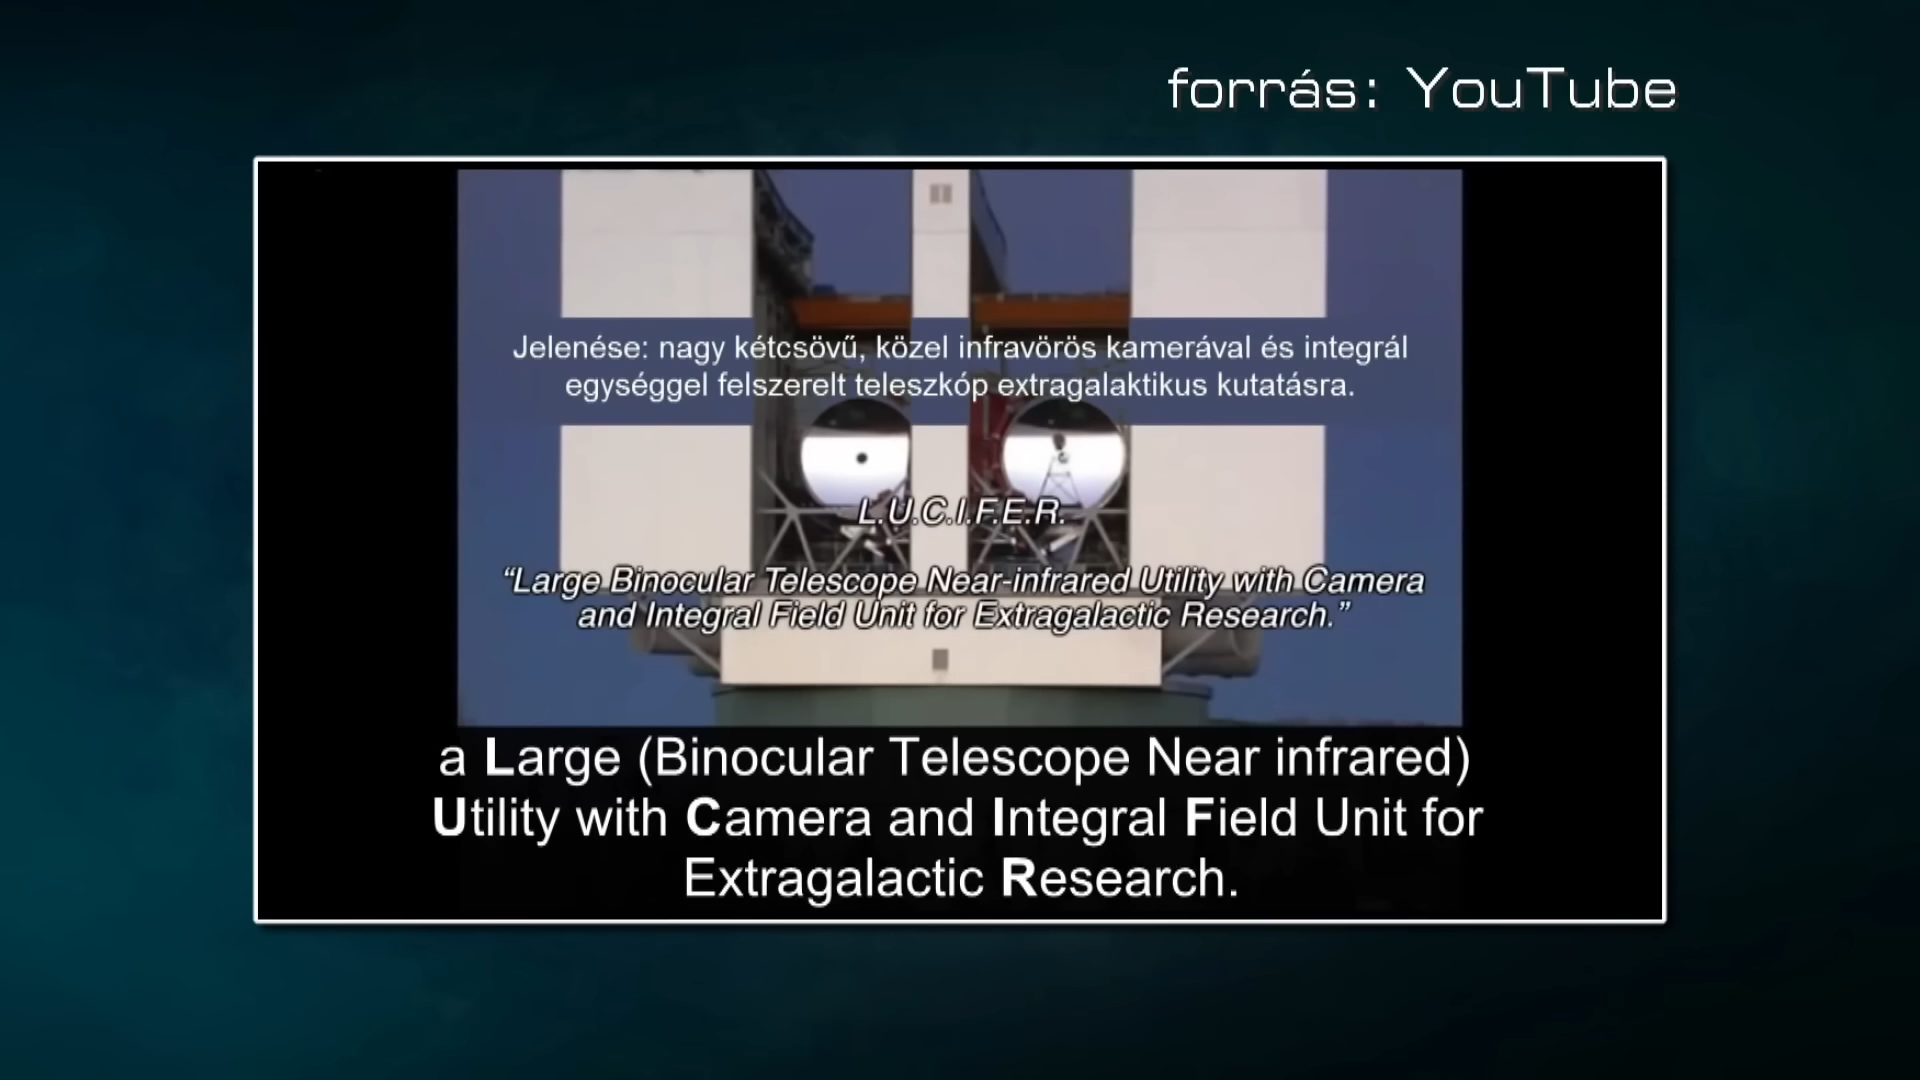 forrás: YouTube
Jelenése: nagy kétcsövű, közel infravörös kamerával és integrál
egységgel felszerelt teleszkóp extragalaktikus kutatásra.
L.U.C.I.F.E.R.
“Large Binocular Telescope Near-infrared Utility with Camera
and Integral Field Unit for Extragalactic Research.”
a Large (Binocular Telescope Near infrared)
Utility with Camera and Integral Field Unit for
Extragalactic Research.